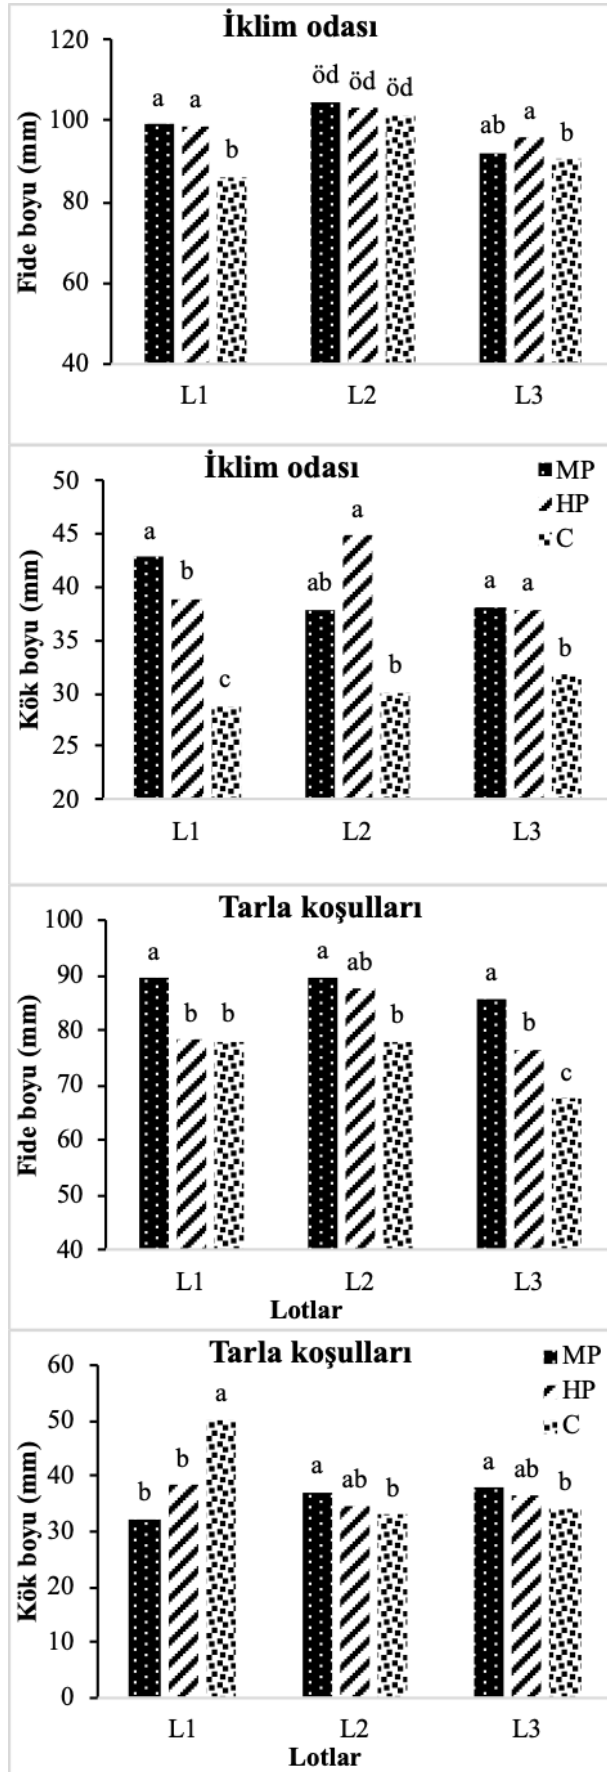 İklim odası
Fide boyu (mm)
120
100
80
60
40
a a b
öd öd öd
ab a b
L1 L2 L3
İklim odası
Kök boyu (mm)
MP
HP
C
50
45
40
35
30
25
20
a b c
ab a b
a a b
L1 L2 L3
Tarla koşulları
Fide boyu (mm)
100
90
80
70
60
50
40
a b b
a ab b
a b c
L1 L2 L3
Lotlar
Tarla koşulları
Kök boyu (mm)
MP
HP
C
60
50
40
30
20
10
0
b b a
a ab b
a ab b
L1 L2 L3
Lotlar